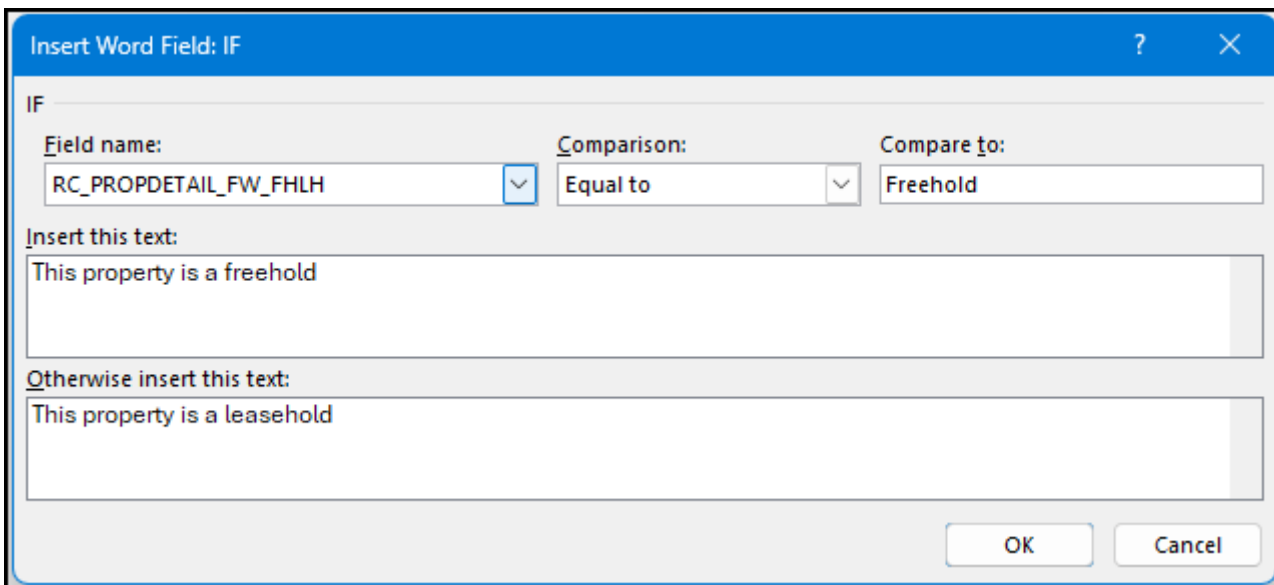 Insert Word Field: IF
IF
Field name: Comparison: Compare to:
RC_PROPDETAIL_FW_FHLH Equal to Freehold
Insert this text:
This property is a freehold
Otherwise insert this text:
This property is a leasehold
OK Cancel